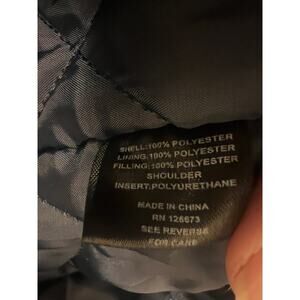 SHELL:100% POLYESTER
LINING:100% POLYESTER
FILLING:100% POLYESTER
SHOULDER
INSERT:POLYURETHANE
MADE IN CHINA
RN 126673
SEE REVERSE
FOR CARE